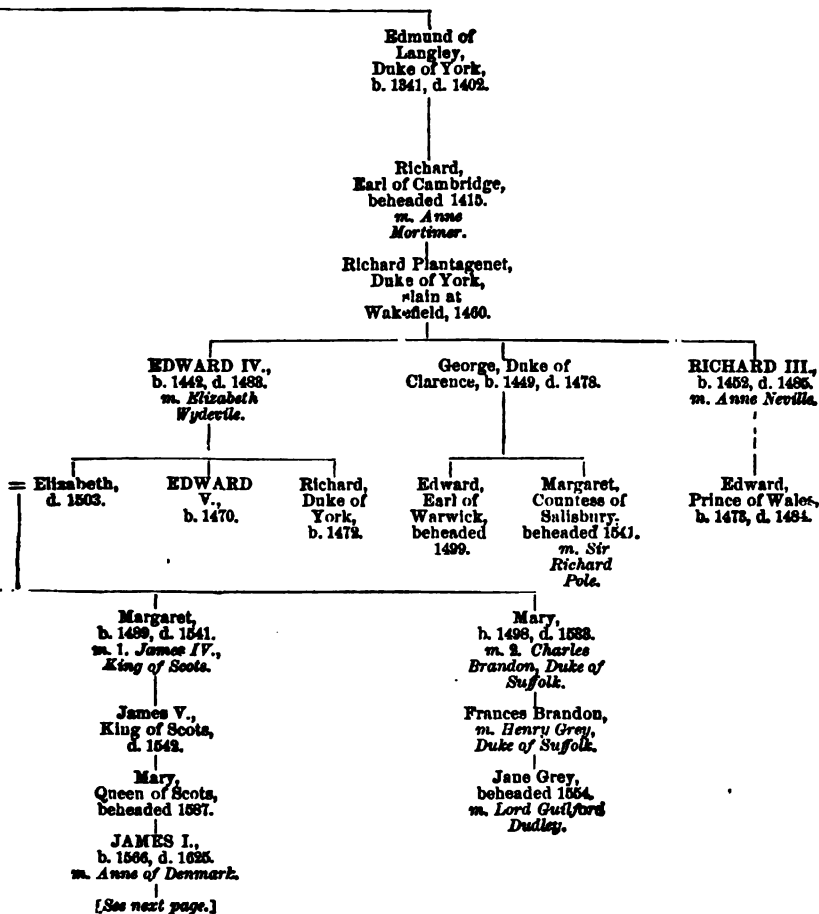 Edmund of
Langley,
Duke of York,
b. 1341, d. 1402.
Richard,
Earl of Cambridge,
beheaded 1415.
m. Anne
Mortimer.
Richard Plantagenet,
Duke of York,
slain at
Wakefield, 1460.
EDWARD IV.,
b. 1442, d. 1483.
m. Elizabeth
Wydevile.
George, Duke of
Clarence, b. 1449, d. 1478.
RICHARD III.,
b. 1452, d. 1485.
m. Anne Neville.
= Elizabeth,
d. 1503.
EDWARD
V.,
b. 1470.
Richard,
Duke of
York,
b. 1472.
Edward,
Earl of
Warwick,
beheaded
1499.
Margaret,
Countess of
Salisbury.
beheaded 1541.
m. Sir
Richard
Pole.
Edward,
Prince of Wales,
b. 1473, d. 1484.
Margaret,
b. 1489, d. 1541.
m. 1. James IV.,
King of Scots.
Mary,
b. 1498, d. 1533.
m. 2. Charles
Brandon, Duke of
Suffolk.
James V.,
King of Scots,
d. 1542.
Frances Brandon,
m. Henry Grey,
Duke of Suffolk.
Mary,
Queen of Scots,
beheaded 1587.
Jane Grey,
beheaded 1554.
m. Lord Guilford
Dudley.
JAMES I.,
b. 1566, d. 1625.
m. Anne of Denmark.
[See next page.]